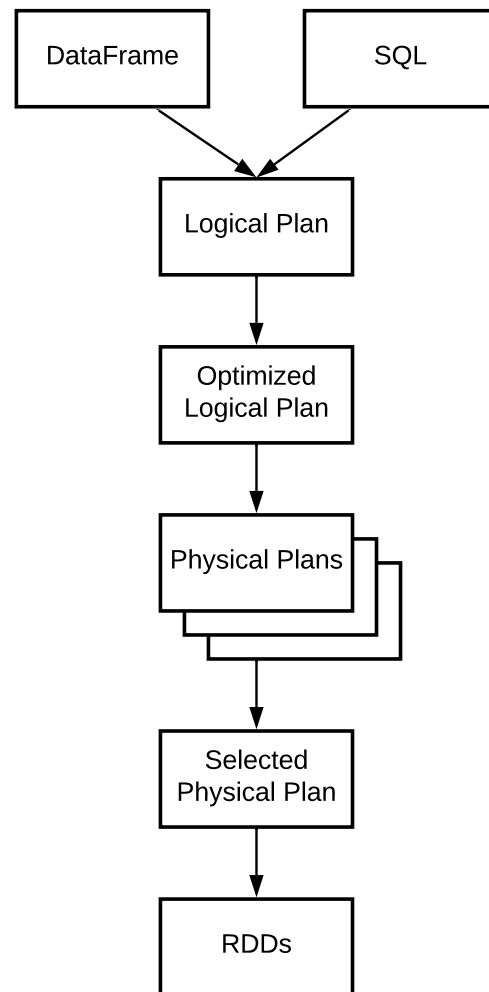 DataFrame
SQL
Logical Plan
Optimized
Logical Plan
Physical Plans
Selected
Physical Plan
RDDs